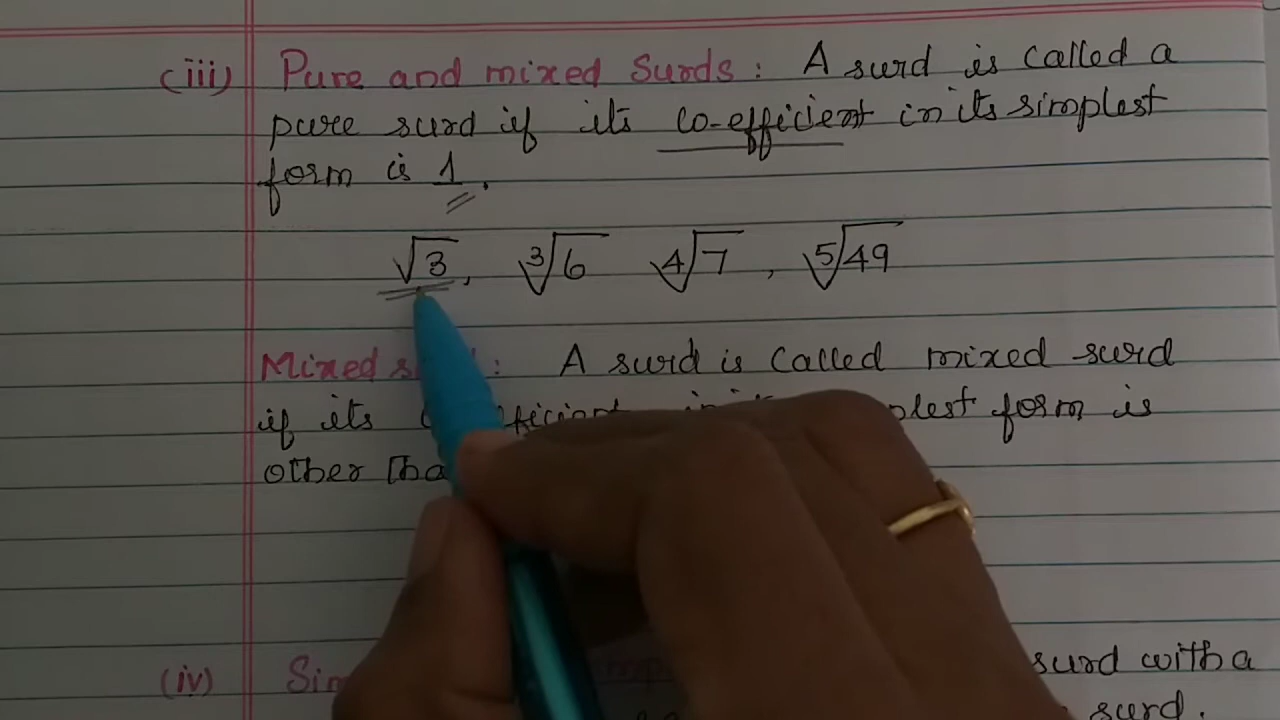 (iii) Pure and mixed Surds : A surd is called a
pure surd if its co-efficient in its simplest
form is 1.
√3, ∛6 ∜7, ⁵√49
Mixed : A surd is called mixed surd
if its form is
other
(iv) surd with a
surd.